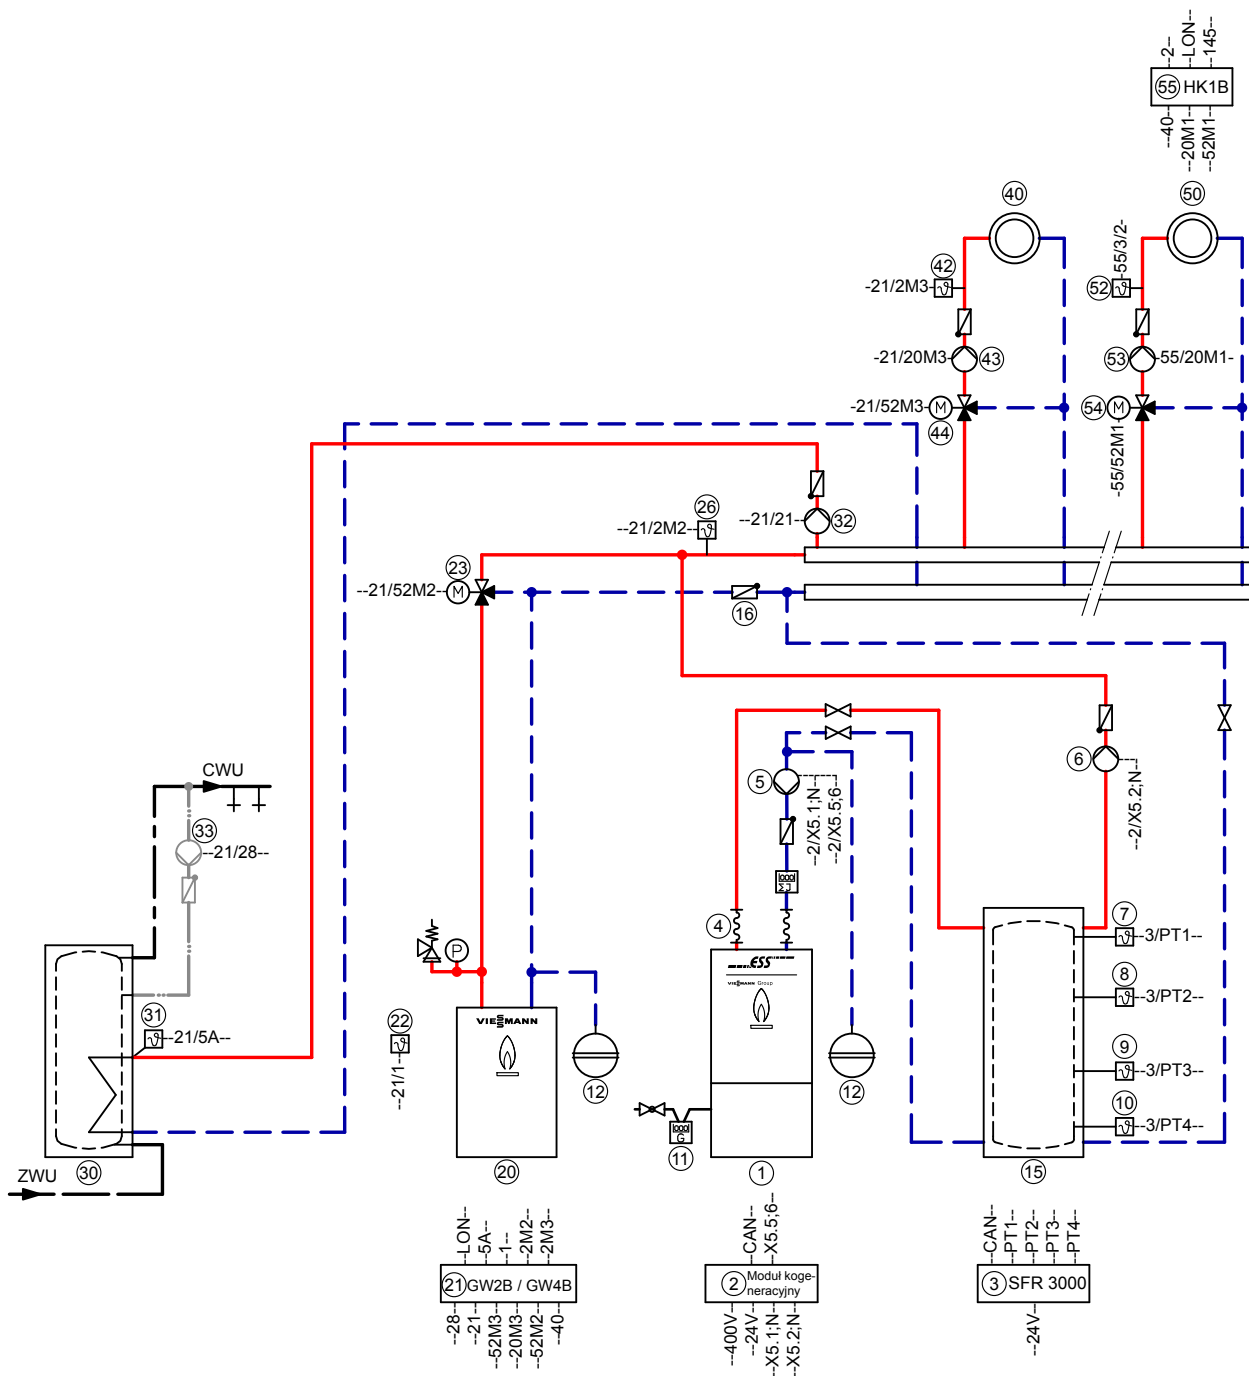 --2--
LON--
--145--
55 HK1B
--40--
--20M1--
--52M1--
40
50
42
-21/2M3-
52
-55/3/2-
-21/20M3-
43
53
-55/20M1-
-21/52M3-
M
44
54
M
-55/52M1-
26
--21/2M2--
--21/21--
32
23
--21/52M2--
M
16
CWU
33
--21/28--
5
--2/X5.1;N--
--2/X5.5;6--
6
--2/X5.2;N--
ΣJ
4
P
ESS
VIESMANN Group
VIESSMANN
7
--3/PT1--
8
--3/PT2--
9
--3/PT3--
10
--3/PT4--
31
--21/5A--
22
--21/1--
12
12
G
11
ZWU
30
20
1
15
LON--
--5A--
--1--
--2M2--
--2M3--
21 GW2B / GW4B
--28--
--21--
--52M3--
--20M3--
--52M2--
--40--
CAN--
X5.5;6--
2 Moduł koge-
neracyjny
--400V--
--24V--
--X5.1;N--
--X5.2;N--
--CAN--
--PT1--
--PT2--
--PT3--
--PT4--
3 SFR 3000
--24V--